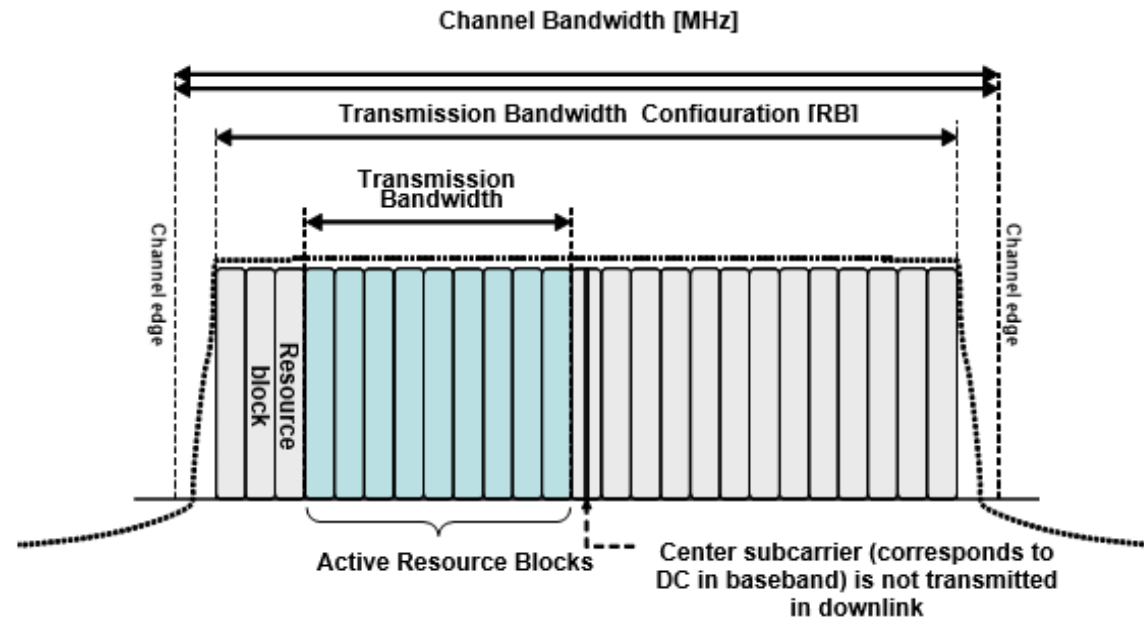 Channel Bandwidth [MHz]
Transmission Bandwidth Configuration [RB]
Transmission
Bandwidth
Channel edge
Channel edge
Resource
block
Active Resource Blocks
Center subcarrier (corresponds to
DC in baseband) is not transmitted
in downlink